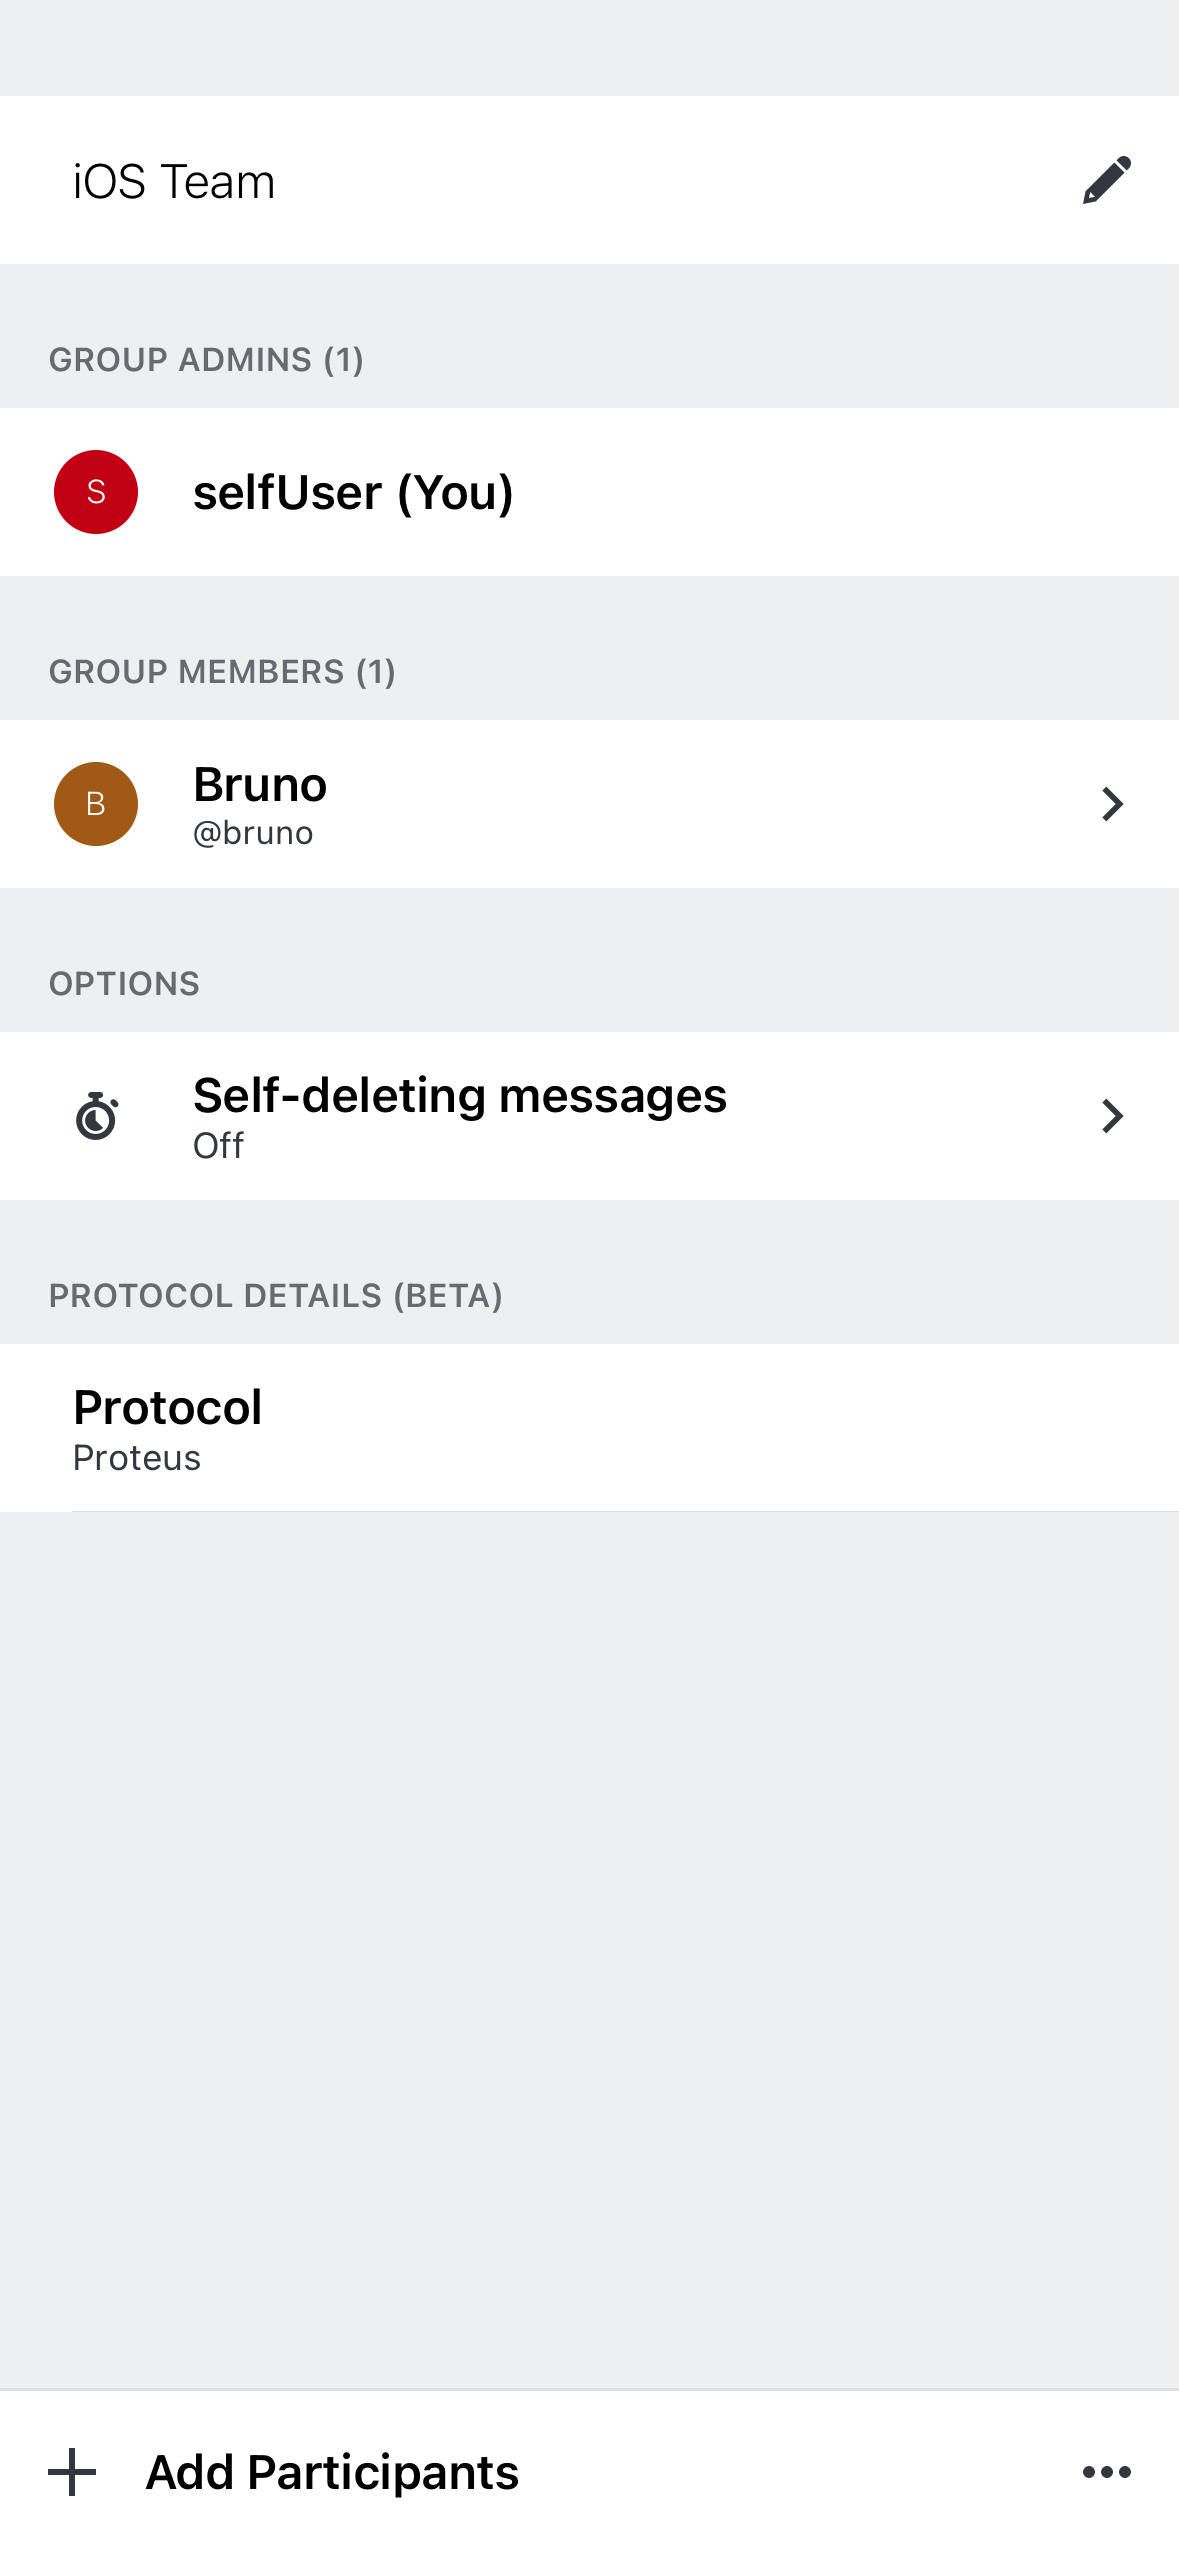 iOS Team
GROUP ADMINS (1)
S
selfUser (You)
GROUP MEMBERS (1)
B
Bruno
@bruno
OPTIONS
Self-deleting messages
Off
PROTOCOL DETAILS (BETA)
Protocol
Proteus
Add Participants